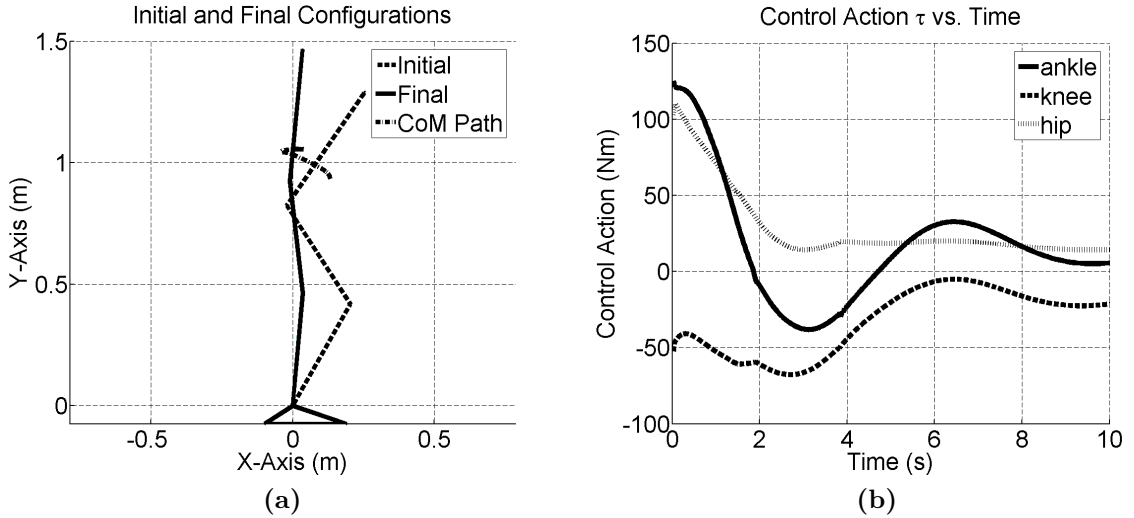 Initial and Final Configurations
Initial
Final
CoM Path
1.5
1
0.5
0
-0.5
0
0.5
Y-Axis (m)
X-Axis (m)
(a)
Control Action τ vs. Time
ankle
knee
hip
150
100
50
0
-50
-100
0
2
4
6
8
10
Control Action (Nm)
Time (s)
(b)